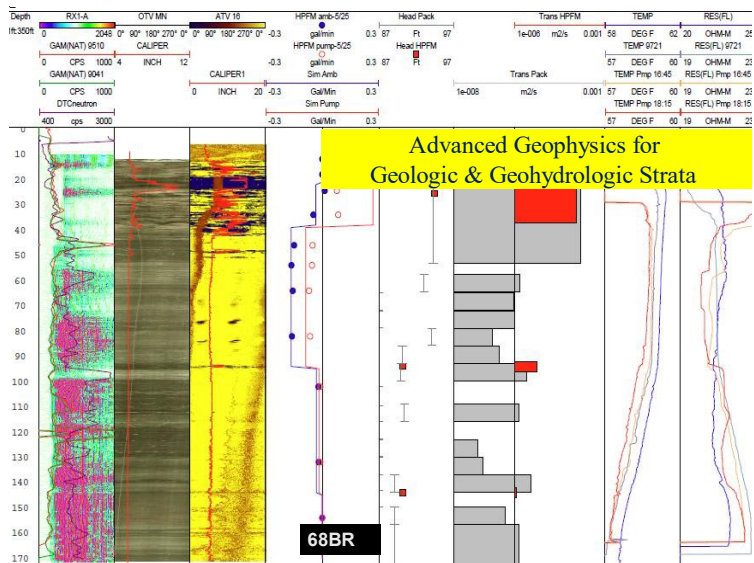 Depth RX1-A OTV MN ATV 16 HPFM amb-5/25 Head Pack Trans HPFM TEMP RES(FL)
1ft:350ft 0 2048 0° 90° 180° 270° 0° 0° 90° 180° 270° 0° -0.3 gal/min 0.3 87 Ft 97 1e-006 m2/s 0.001 58 DEG F 62 20 OHM-M 25
GAM(NAT) 9510 CALIPER HPFM pump-5/25 Head HPFM TEMP 9721 RES(FL) 9721
0 CPS 1000 4 INCH 12 -0.3 gal/min 0.3 87 Ft 97 57 DEG F 60 19 OHM-M 23
GAM(NAT) 9041 CALIPER1 Sim Amb Trans Pack TEMP Pmp 16:45 RES(FL) Pmp 16:45
0 CPS 1000 0 INCH 20 -0.3 Gal/Min 0.3 1e-008 m2/s 0.001 57 DEG F 60 19 OHM-M 23
DTCneutron Sim Pump TEMP Pmp 18:15 RES(FL) Pmp 18:15
400 cps 3000 -0.3 Gal/Min 0.3 57 DEG F 60 19 OHM-M 23
Advanced Geophysics for
Geologic & Geohydrologic Strata
0
10
20
30
40
50
60
70
80
90
100
110
120
130
140
150
160
170
68BR